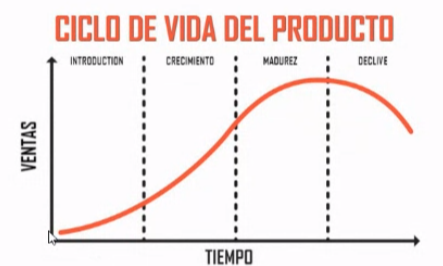 CICLO DE VIDA DEL PRODUCTO
INTRODUCTION CRECIMIENTO MADUREZ DECLIVE
VENTAS
TIEMPO